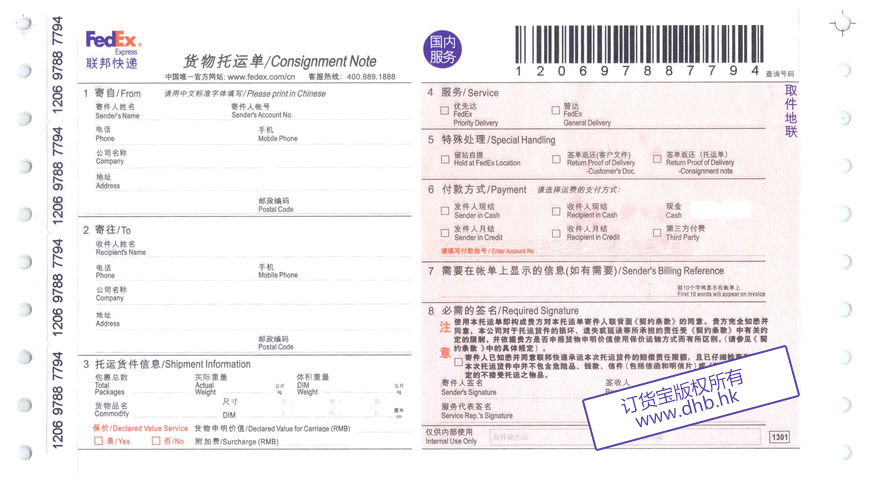 FedEx®
Express
联邦快递
货物托运单/Consignment Note
中国唯一官方网站: www.fedex.com/cn 客服热线: 400.889.1888
国内
服务
120697887794
查询号码
取件地联
1206 9788 7794
1206 9788 7794
1206 9788 7794
1206 9788 7794
1 寄自/From 请用中文标准字体填写/Please print in Chinese
寄件人姓名 寄件人帐号
Sender's Name Sender's Account No.
电话 手机
Phone Mobile Phone
公司名称
Company
地址
Address
邮政编码
Postal Code
2 寄往/To
收件人姓名
Recipient's Name
电话 手机
Phone Mobile Phone
公司名称
Company
地址
Address
邮政编码
Postal Code
3 托运货件信息/Shipment Information
包裹总数 实际重量 公斤 体积重量 公斤
Total Actual kg DIM kg
Packages Weight Weight
货物品名 尺寸 厘米
Commodity DIM cm
保价/Declared Value Service 货物申明价值/Declared Value for Carriage (RMB)
是/Yes 否/No 附加费/Surcharge (RMB)
4 服务/Service
优先达 普达
FedEx FedEx
Priority Delivery General Delivery
5 特殊处理/Special Handling
留站自提 签单返还(客户文件) 签单返还（托运单）
Hold at FedEx Location Return Proof of Delivery Return Proof of Delivery
-Customer's Doc. -Consignment note
6 付款方式/Payment 请选择运费的支付方式:
发件人现结 收件人现结 现金
Sender in Cash Recipient in Cash Cash
发件人月结 收件人月结 第三方付费
Sender in Credit Recipient in Credit Third Party
请填写付款帐号/Enter Account No.
7 需要在帐单上显示的信息(如有需要)/Sender's Billing Reference
前10个字将显示在帐单上
First 10 words will appear on invoice
8 必需的签名/Required Signature
注意
使用本托运单即构成贵方对本托运单寄件人联背面《契约条款》的同意。贵方完全知悉并
同意，本公司对于托运货件的损坏、遗失或延误等所承担的责任受《契约条款》中有关约
定的限制，并依据贵方是否申报货物申明价值使用保价运输方式而有所区别。(请参见《契
约条款》中的具体规定）。
寄件人已知悉并同意联邦快递承运本次托运货件的赔偿责任限额，且已仔细检
本次托运货件中并不包含危险品、钱款、信件（包括信函和明信片）或
定的不接受托运之物品。
寄件人签名 签收人
Sender's Signature
服务代表签名
Service Rep.'s Signature
仅供内部使用
Internal Use Only
1301
订货宝版权所有
www.dhb.hk